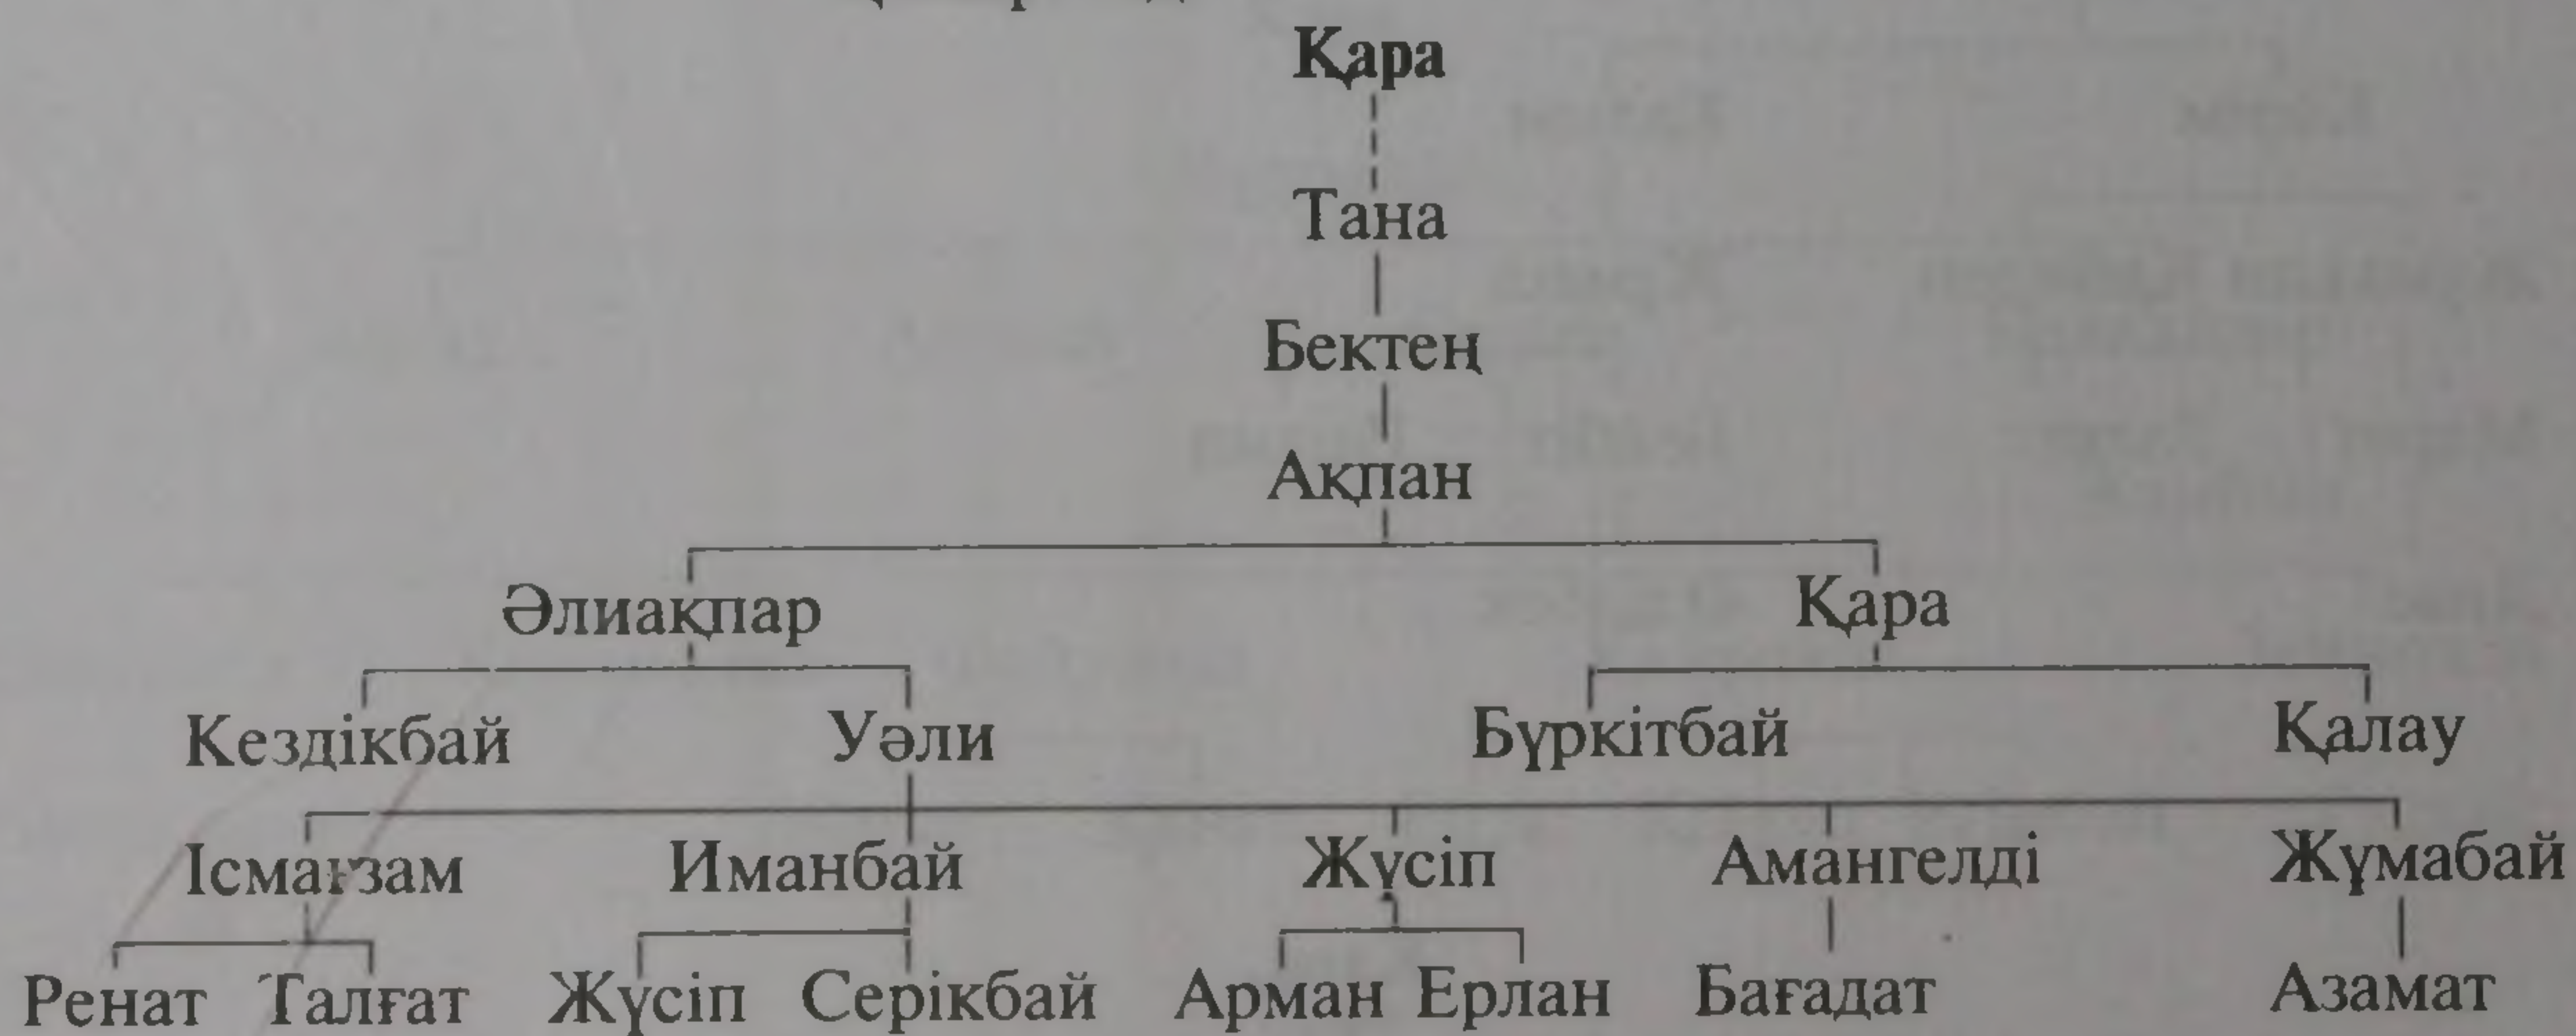 Қара
Тана
Бектең
Ақпан
Әлиақпар Қара
Кездікбай Уәли Бүркітбай Қалау
Ісмағзам Иманбай Жүсіп Амангелді Жұмабай
Ренат Талғат Жүсіп Серікбай Арман Ерлан Бағадат Азамат